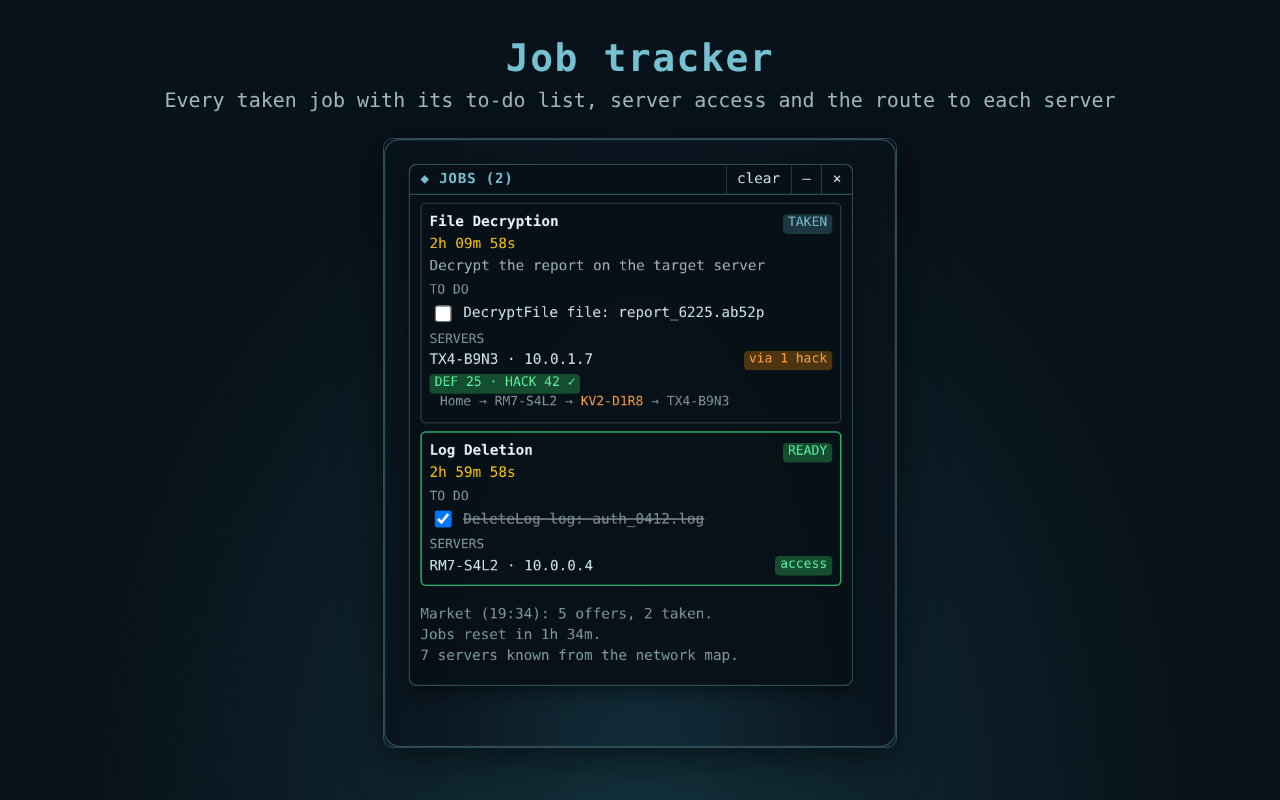 Job tracker
Every taken job with its to-do list, server access and the route to each server
◆ JOBS (2) clear – ×
File Decryption TAKEN
2h 09m 58s
Decrypt the report on the target server
TO DO
DecryptFile file: report_6225.ab52p
SERVERS
TX4-B9N3 · 10.0.1.7 via 1 hack
DEF 25 · HACK 42 ✓
Home → RM7-S4L2 → KV2-D1R8 → TX4-B9N3
Log Deletion READY
2h 59m 58s
TO DO
DeleteLog log: auth_0412.log
SERVERS
RM7-S4L2 · 10.0.0.4 access
Market (19:34): 5 offers, 2 taken.
Jobs reset in 1h 34m.
7 servers known from the network map.